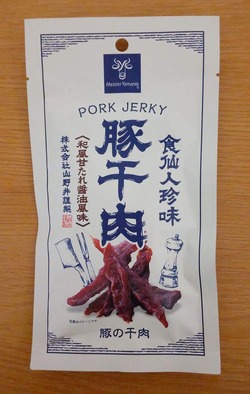 Meister Yamanoi
PORK JERKY
食仙人珍味
豚干肉
〈和風甘たれ醤油風味〉
株式会社山野井謹製
豚の干肉